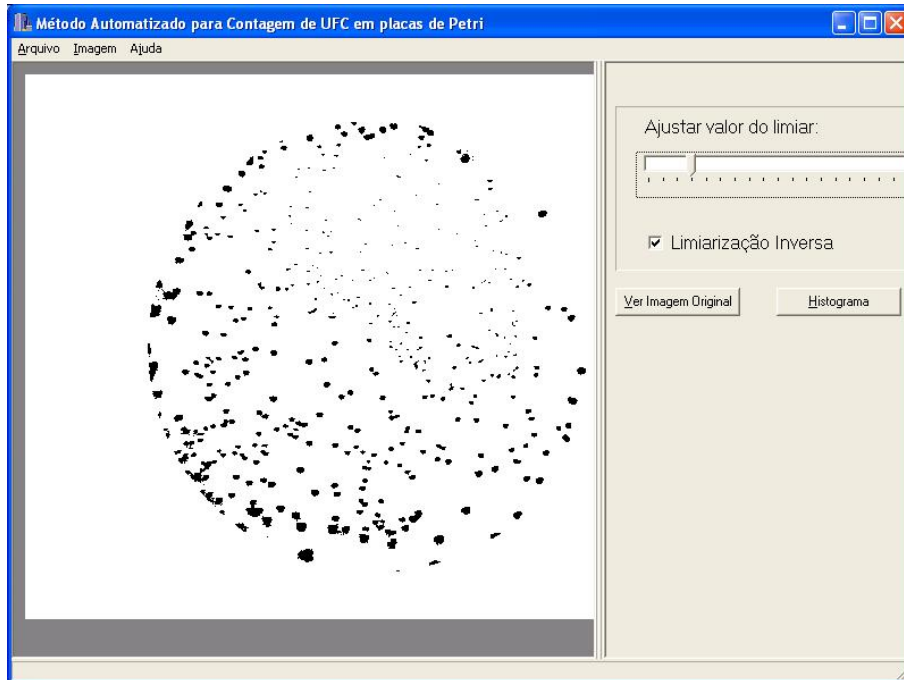 Método Automatizado para Contagem de UFC em placas de Petri
Arquivo Imagem Ajuda
Ajustar valor do limiar:
Limiarização Inversa
Ver Imagem Original Histograma